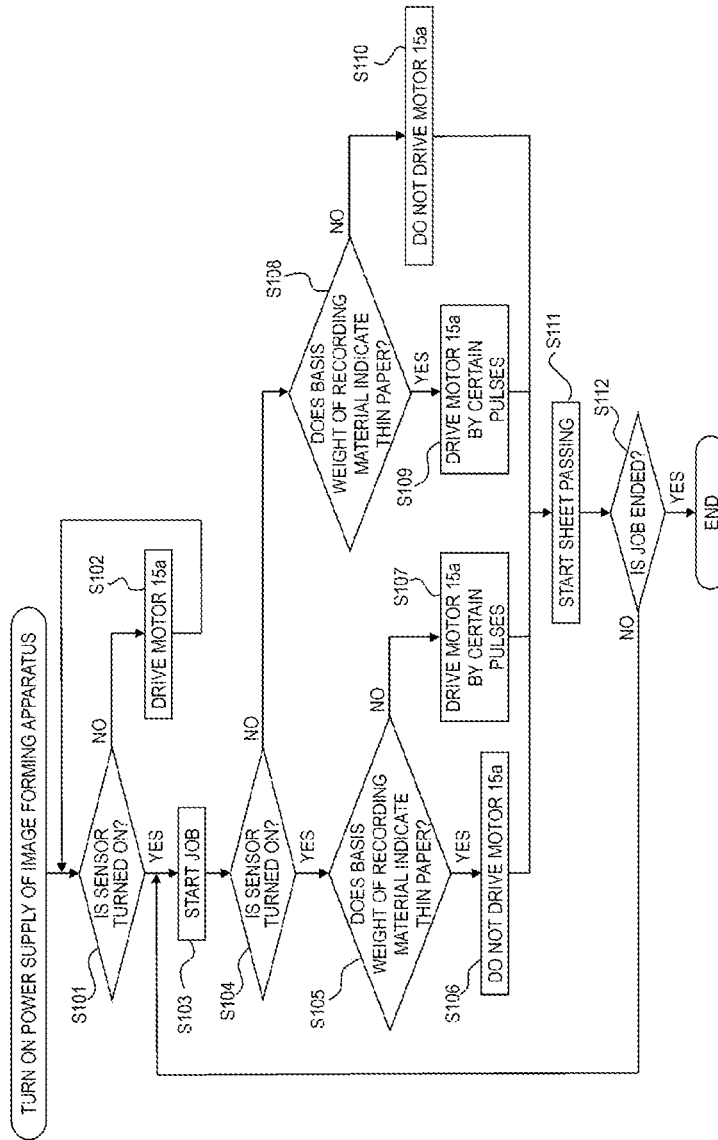 TURN ON POWER SUPPLY OF IMAGE FORMING APPARATUS
S101
IS SENSOR
TURNED ON?
NO
YES
S102
DRIVE MOTOR 15a
S103
START JOB
S104
IS SENSOR
TURNED ON?
NO
YES
S105
DOES BASIS
WEIGHT OF RECORDING
MATERIAL INDICATE
THIN PAPER?
NO
YES
S106
DO NOT DRIVE MOTOR 15a
S107
DRIVE MOTOR 15a
BY CERTAIN
PULSES
S108
DOES BASIS
WEIGHT OF RECORDING
MATERIAL INDICATE
THIN PAPER?
NO
YES
S109
DRIVE MOTOR 15a
BY CERTAIN
PULSES
S110
DO NOT DRIVE MOTOR 15a
S111
START SHEET PASSING
S112
IS JOB ENDED?
NO
YES
END